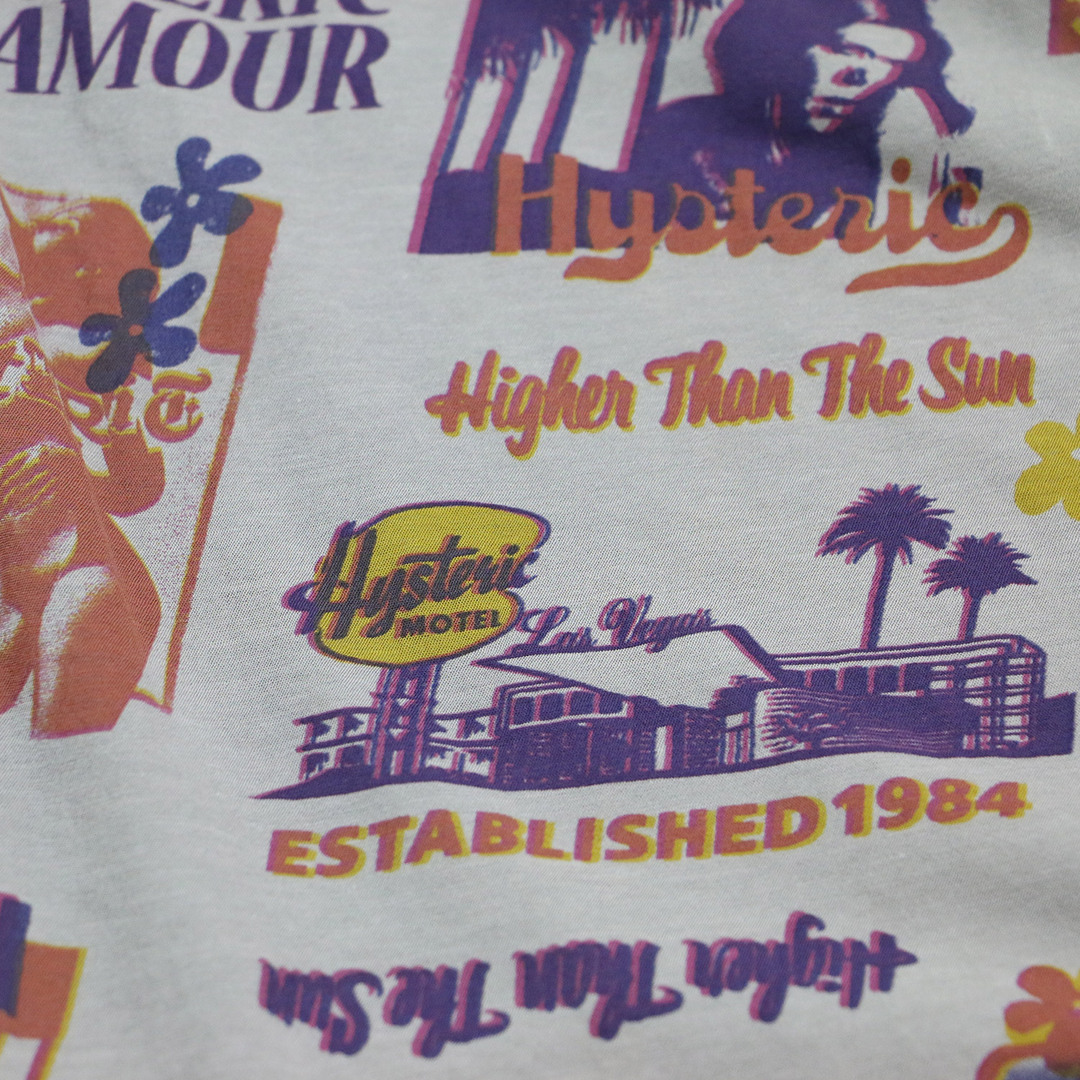 AMOUR
Hysteric
Higher Than The Sun
Hysteric
MOTEL
Las Vegas
ESTABLISHED 1984
Higher Than The Sun